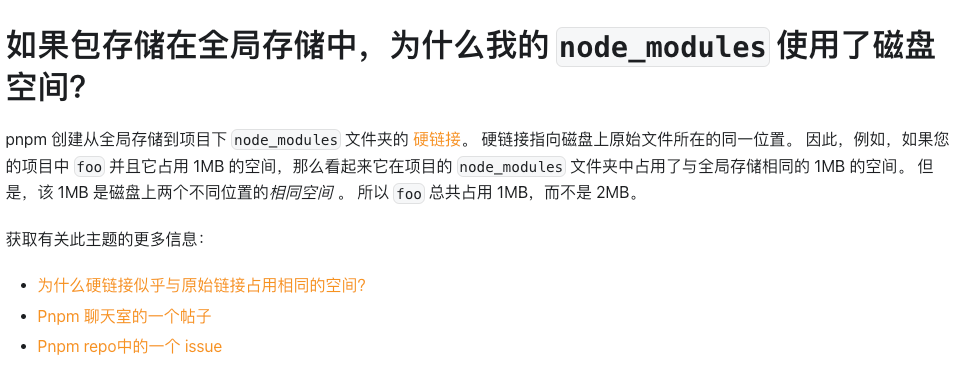 如果包存储在全局存储中，为什么我的 node_modules 使用了磁盘
空间?
pnpm 创建从全局存储到项目下 node_modules 文件夹的 硬链接。 硬链接指向磁盘上原始文件所在的同一位置。 因此，例如，如果您
的项目中 foo 并且它占用 1MB 的空间，那么看起来它在项目的 node_modules 文件夹中占用了与全局存储相同的 1MB 的空间。 但
是，该 1MB 是磁盘上两个不同位置的相同空间 。 所以 foo 总共占用 1MB，而不是 2MB。
获取有关此主题的更多信息：
• 为什么硬链接似乎与原始链接占用相同的空间?
• Pnpm 聊天室的一个帖子
• Pnpm repo中的一个 issue